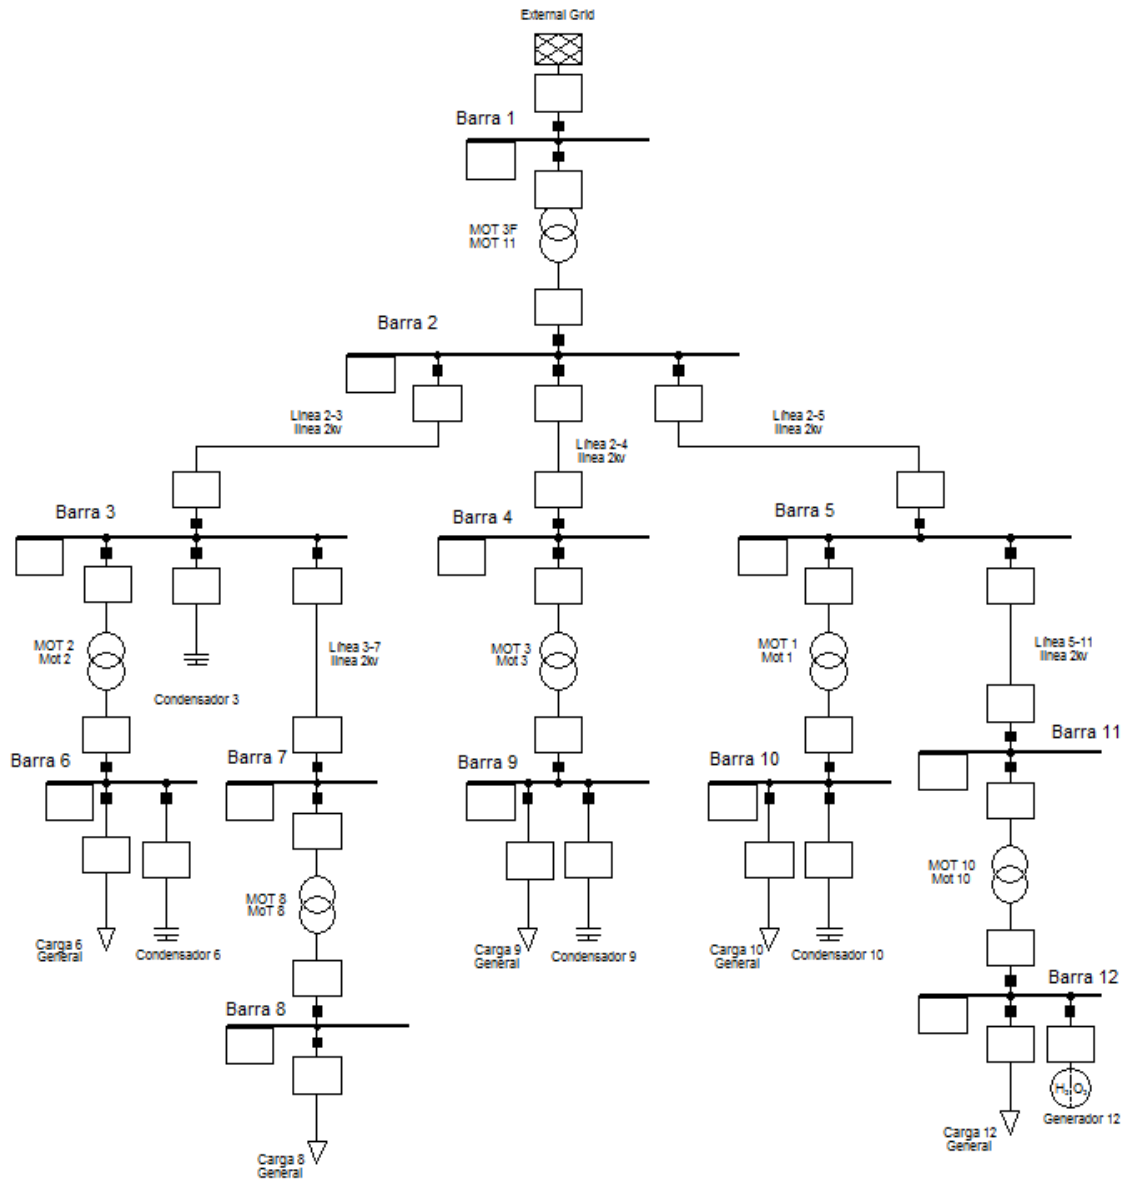 External Grid
Barra 1
MOT 3F
MOT 11
Barra 2
Línea 2-3
línea 2kv
Línea 2-4
línea 2kv
Línea 2-5
línea 2kv
Barra 3
Barra 4
Barra 5
MOT 2
Mot 2
Condensador 3
Línea 3-7
línea 2kv
MOT 3
Mot 3
MOT 1
Mot 1
Línea 5-11
línea 2kv
Barra 6
Barra 7
Barra 9
Barra 10
Barra 11
MOT 8
MoT 8
MOT 10
Mot 10
Carga 6
General
Condensador 6
Carga 9
General
Condensador 9
Carga 10
General
Condensador 10
Barra 8
Barra 12
Generador 12
Carga 12
General
Carga 8
General